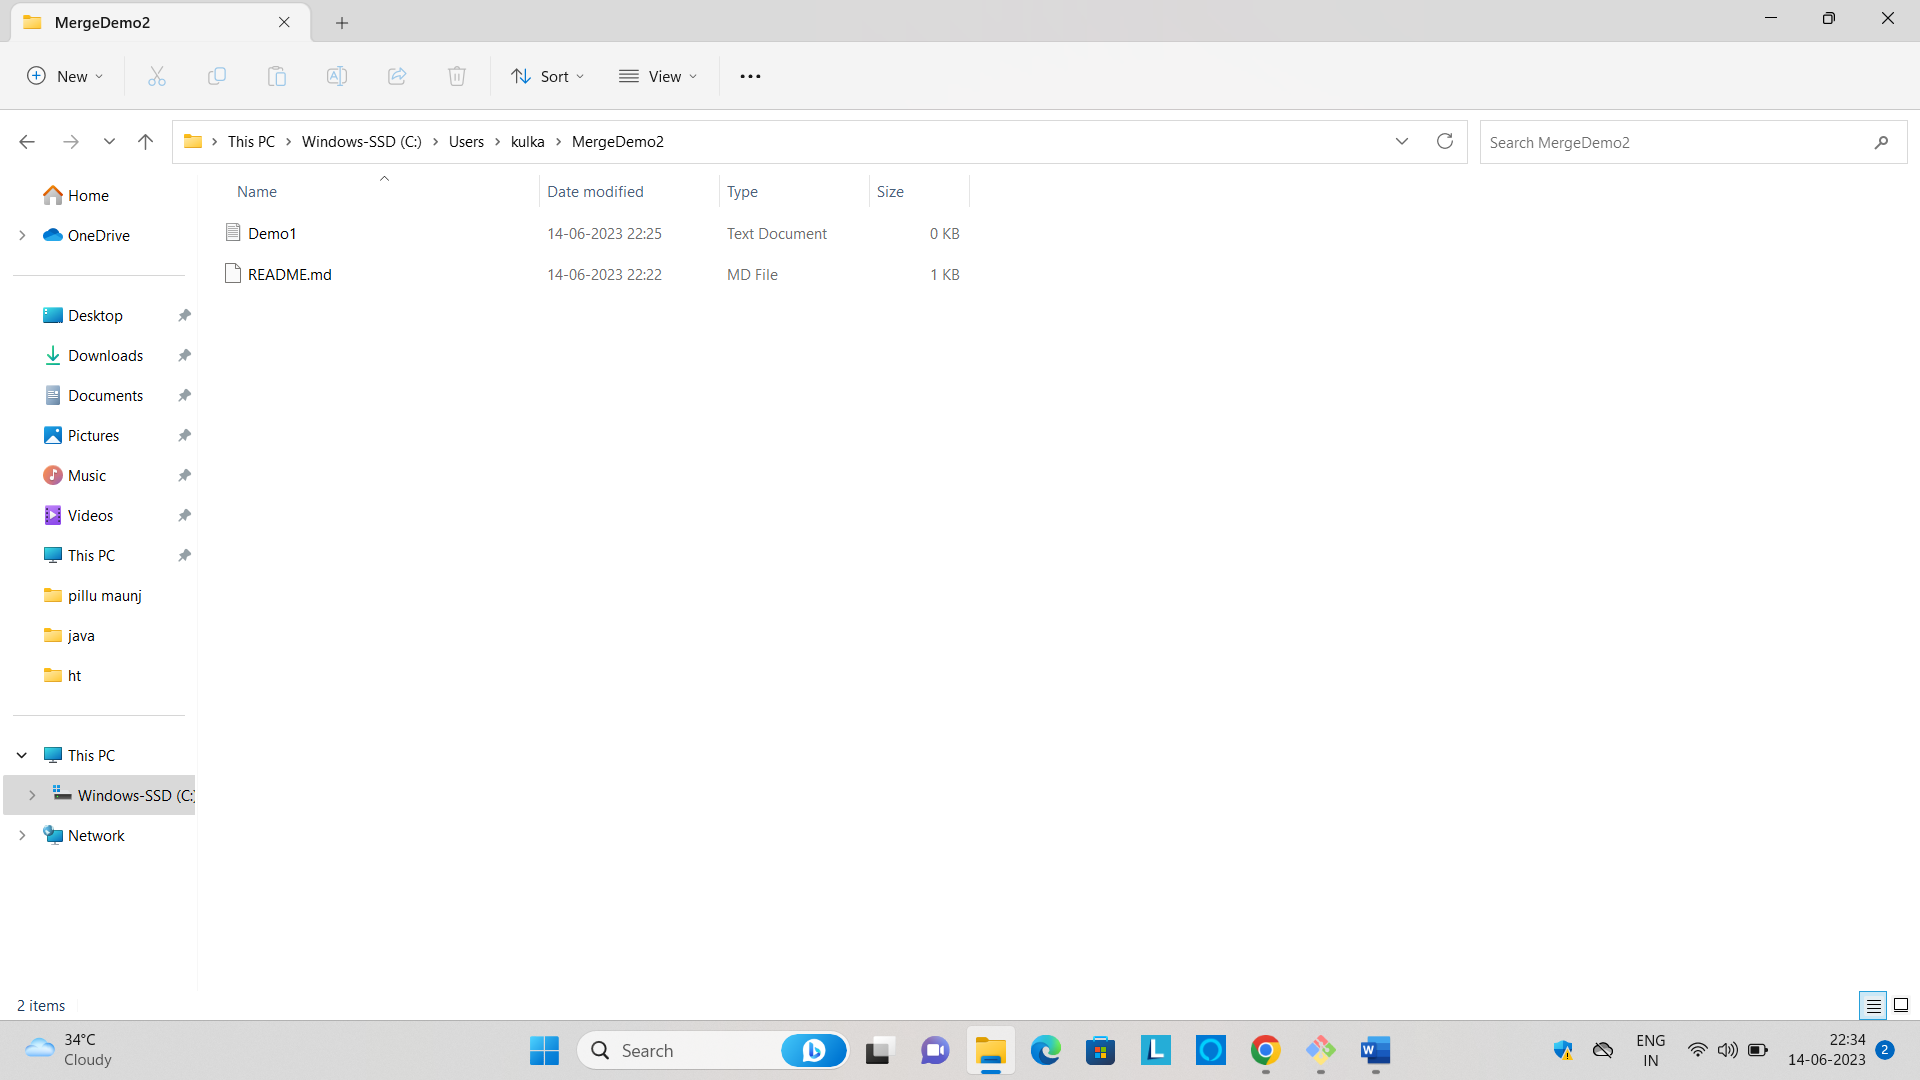 MergeDemo2
New
Sort
View
This PC
Windows-SSD (C:)
Users
kulka
MergeDemo2
Search MergeDemo2
Home
OneDrive
Desktop
Downloads
Documents
Pictures
Music
Videos
This PC
pillu maunj
java
ht
This PC
Windows-SSD (C:)
Network
Name Date modified Type Size
Demo1 14-06-2023 22:25 Text Document 0 KB
README.md 14-06-2023 22:22 MD File 1 KB
2 items
34°C
Cloudy
Search
ENG
IN
22:34
14-06-2023
2